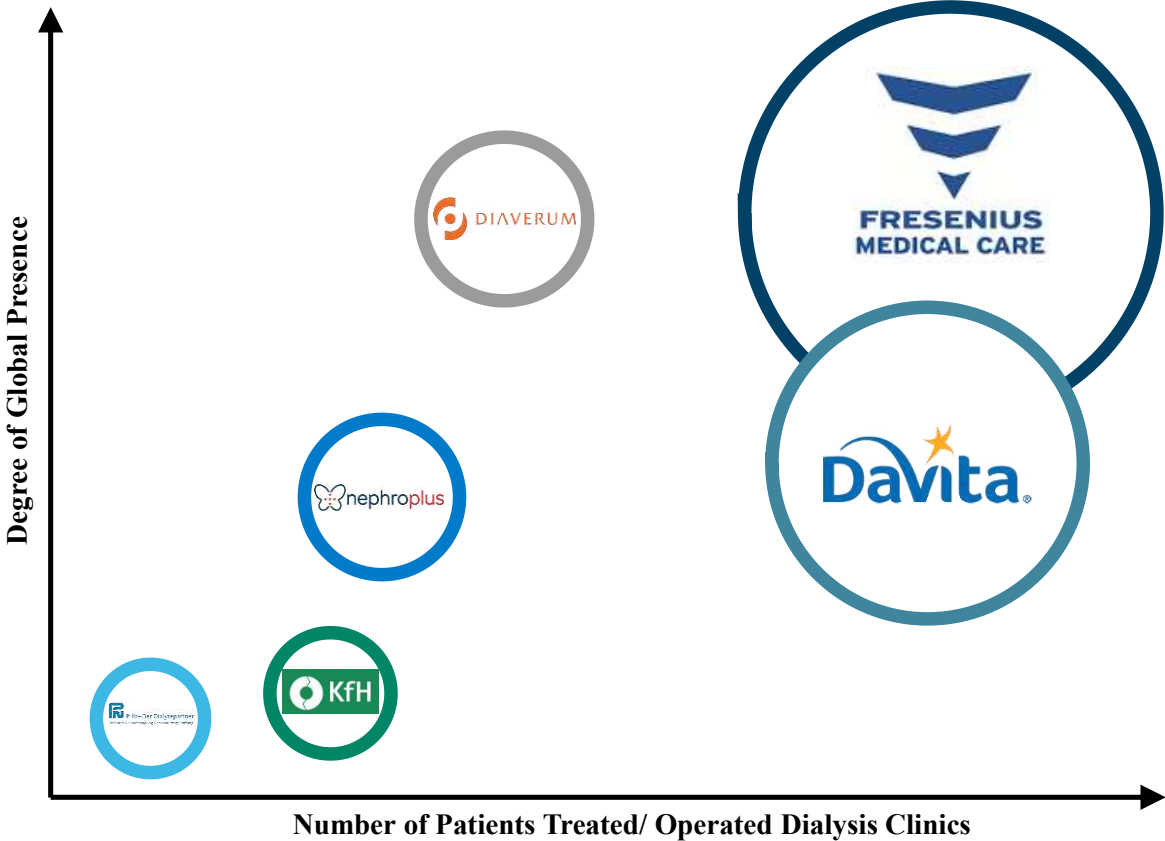 Degree of Global Presence
FRESENIUS
MEDICAL CARE
DIAVERUM
DaVita®
nephroplus
KfH
Number of Patients Treated/ Operated Dialysis Clinics